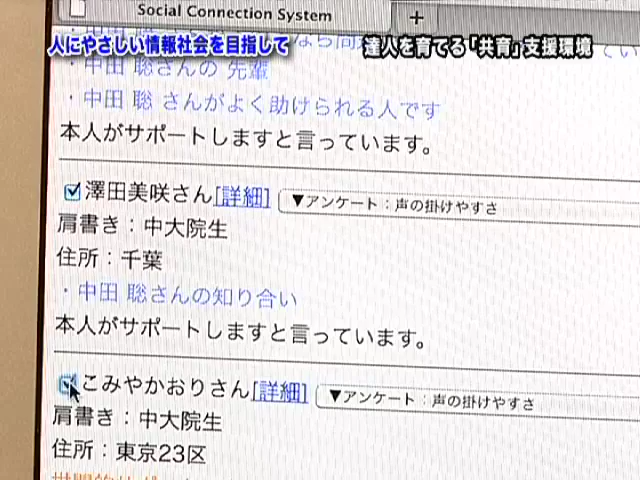 Social Connection System
人にやさしい情報社会を目指して
達人を育てる「共育」支援環境
・中田 聡さんの 先輩
・中田 聡 さんがよく助けられる人です
本人がサポートしますと言っています。
澤田美咲さん[詳細] ▼アンケート：声の掛けやすさ
肩書き：中大院生
住所：千葉
・中田 聡さんの知り合い
本人がサポートしますと言っています。
こみやかおりさん[詳細] ▼アンケート：声の掛けやすさ
肩書き：中大院生
住所：東京23区